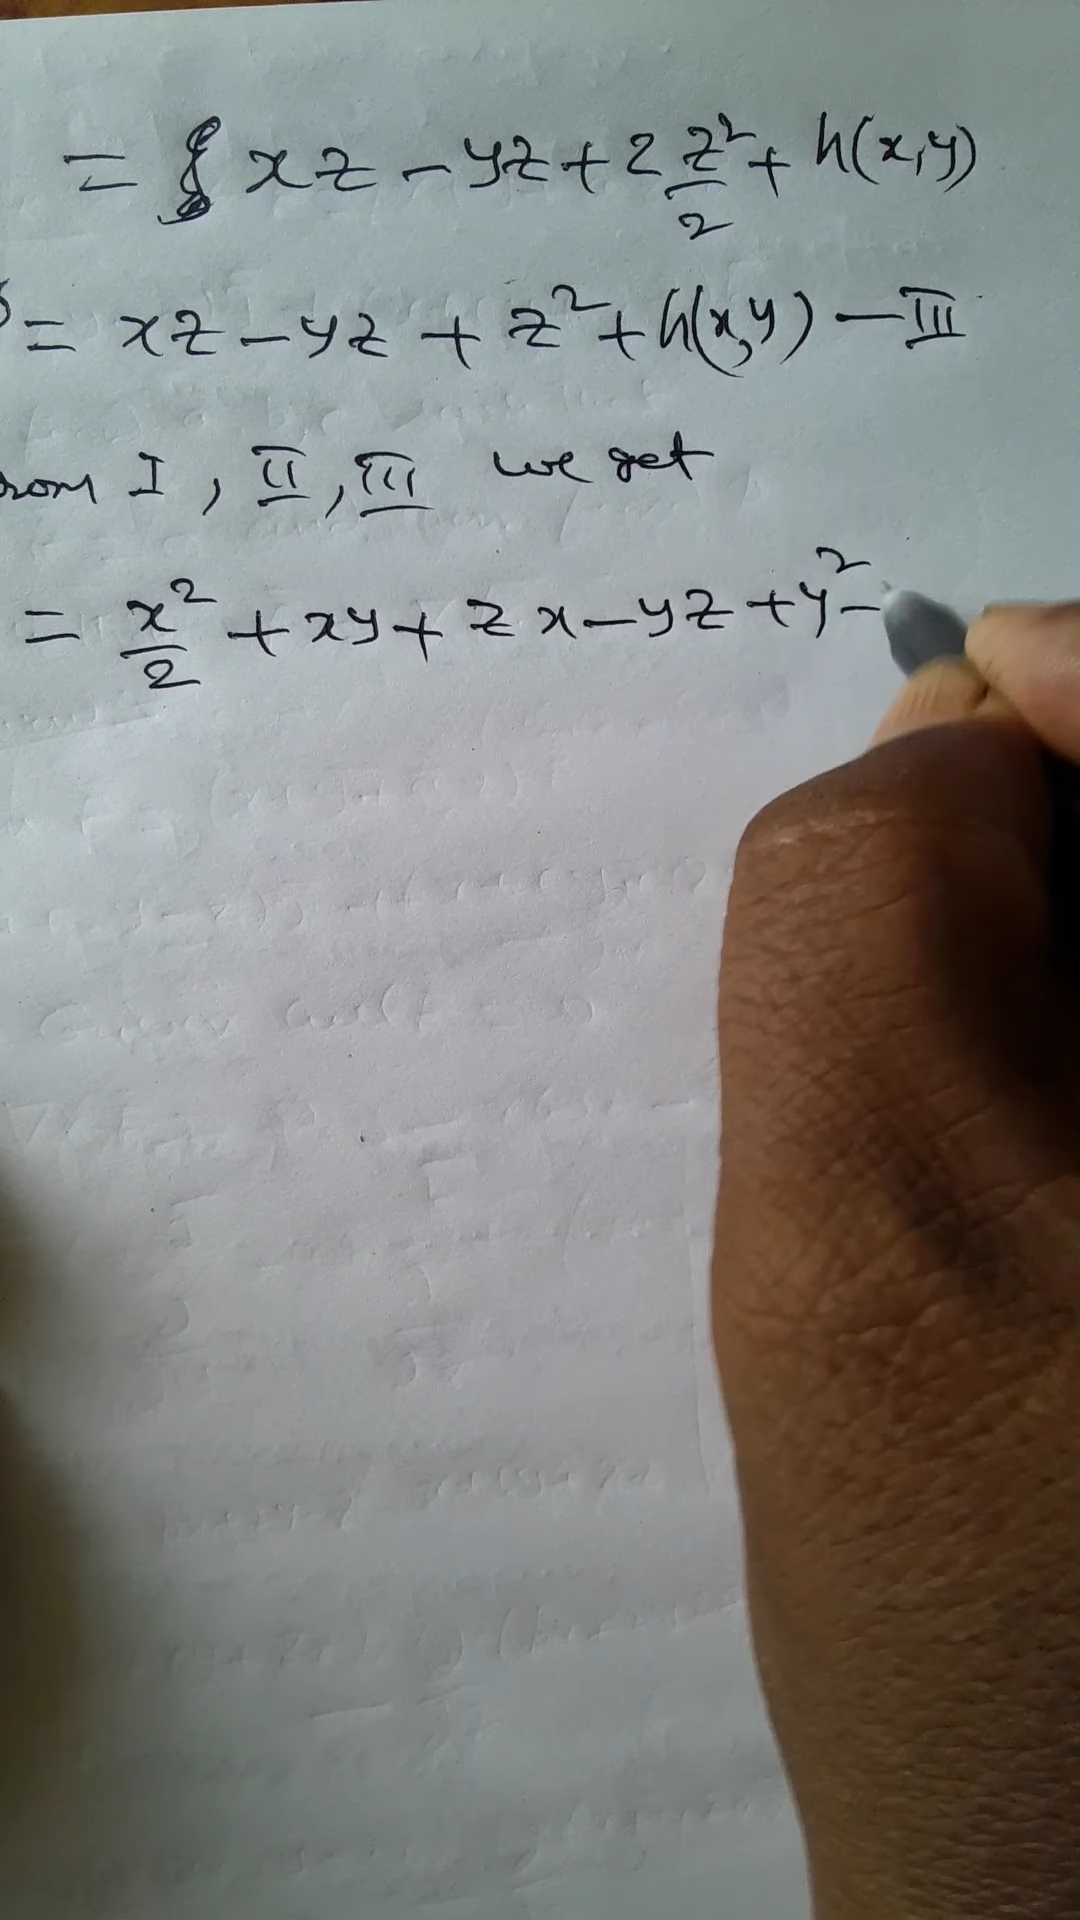 = xz - yz + 2 z²/2 + h(x,y)
= xz - yz + z² + h(x,y) - III
I, II, III we get
= x²/2 + xy + zx - yz + y² -